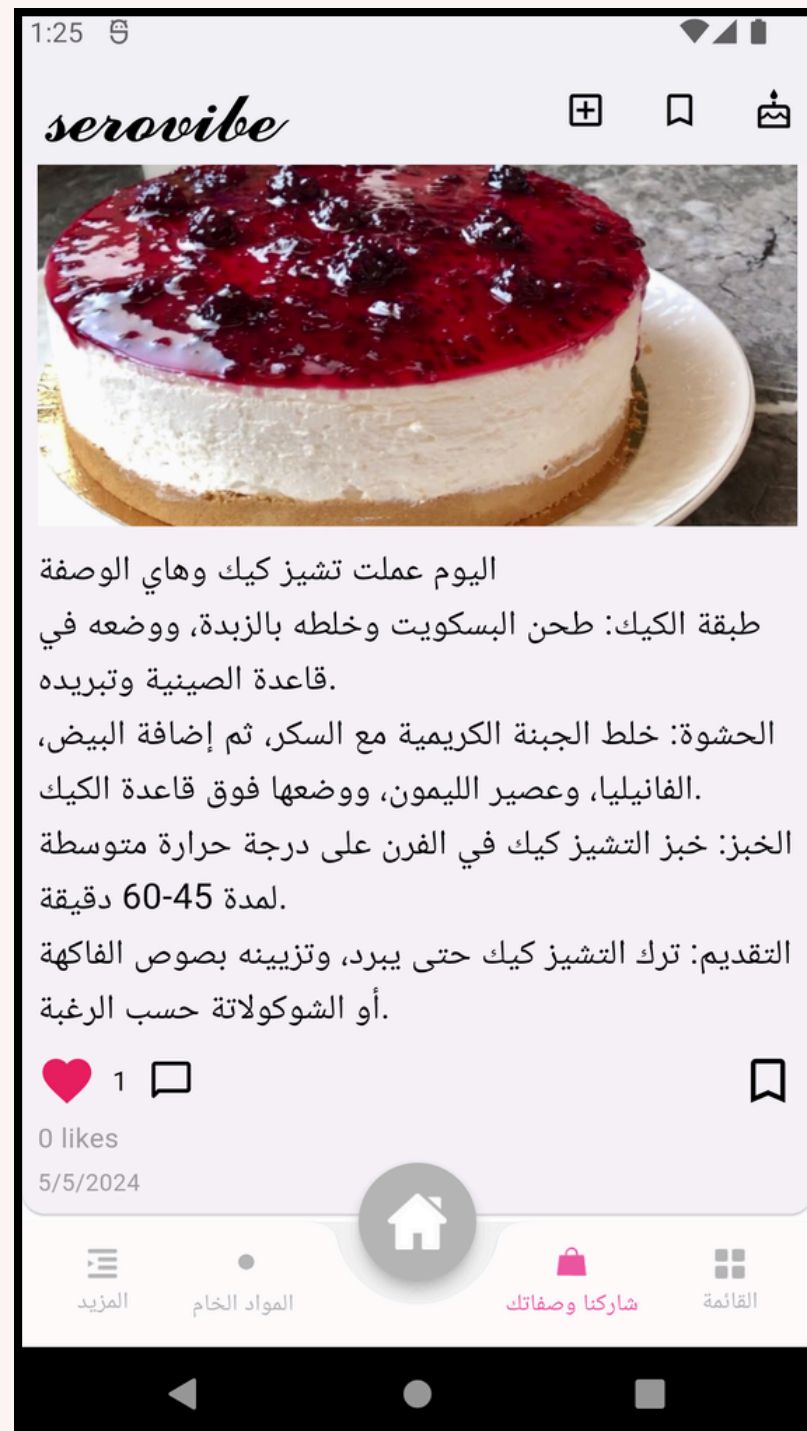 1:25
serovibe
اليوم عملت تشيز كيك وهاي الوصفة
طبقة الكيك: طحن البسكويت وخلطه بالزبدة، ووضعه في
قاعدة الصينية وتبريده.
الحشوة: خلط الجبنة الكريمية مع السكر، ثم إضافة البيض،
الفانيليا، وعصير الليمون، ووضعها فوق قاعدة الكيك.
الخبز: خبز التشيز كيك في الفرن على درجة حرارة متوسطة
لمدة 45-60 دقيقة.
التقديم: ترك التشيز كيك حتى يبرد، وتزيينه بصوص الفاكهة
أو الشوكولاتة حسب الرغبة.
1
0 likes
5/5/2024
القائمة
شاركنا وصفاتك
المواد الخام
المزيد